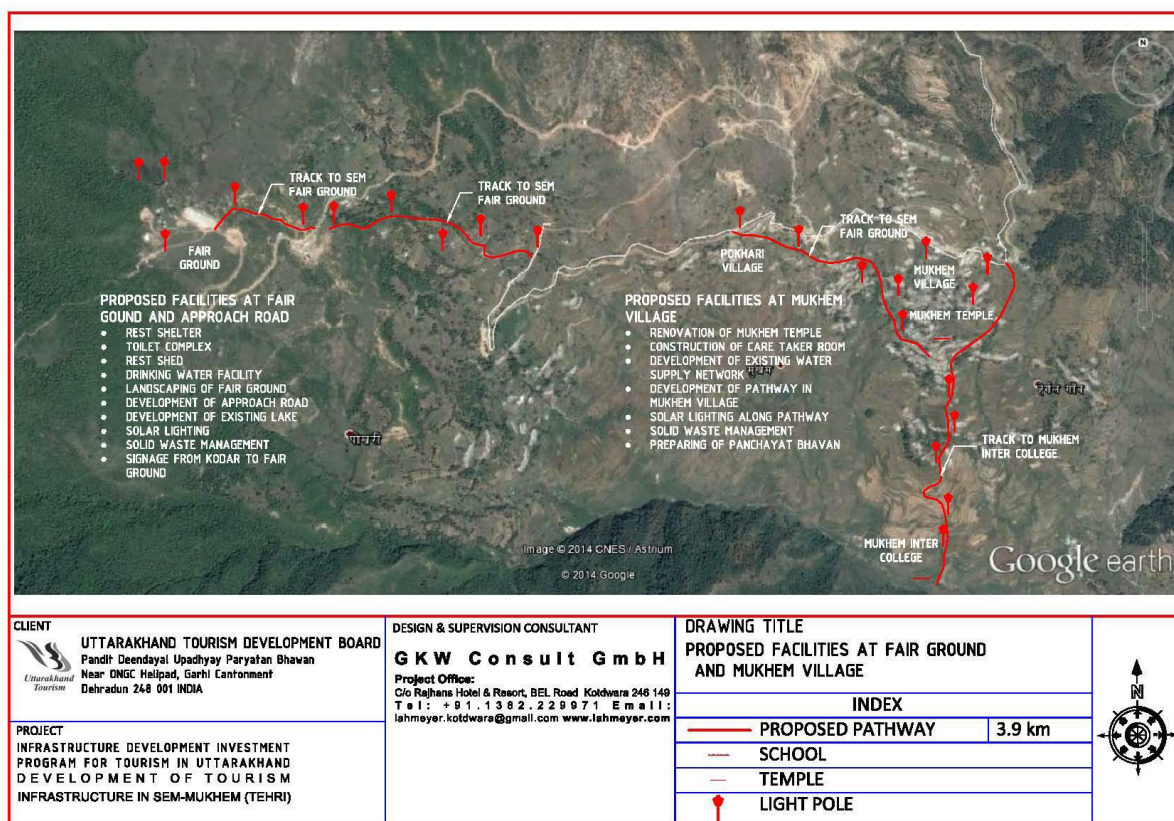 N
TRACK TO SEM
FAIR GROUND
TRACK TO SEM
FAIR GROUND
FAIR
GROUND
POKHARI
VILLAGE
TRACK TO SEM
FAIR GROUND
MUKHEM
VILLAGE
MUKHEM TEMPLE
PROPOSED FACILITIES AT FAIR
GOUND AND APPROACH ROAD
• REST SHELTER
• TOILET COMPLEX
• REST SHED
• DRINKING WATER FACILITY
• LANDSCAPING OF FAIR GROUND
• DEVELOPMENT OF APPROACH ROAD
• DEVELOPMENT OF EXISTING LAKE
• SOLAR LIGHTING
• SOLID WASTE MANAGEMENT
• SIGNAGE FROM KODAR TO FAIR
GROUND
PROPOSED FACILITIES AT MUKHEM
VILLAGE
• RENOVATION OF MUKHEM TEMPLE
• CONSTRUCTION OF CARE TAKER ROOM
• DEVELOPMENT OF EXISTING WATER
SUPPLY NETWORK
• DEVELOPMENT OF PATHWAY IN
MUKHEM VILLAGE
• SOLAR LIGHTING ALONG PATHWAY
• SOLID WASTE MANAGEMENT
• PREPARING OF PANCHAYAT BHAVAN
TRACK TO MUKHEM
INTER COLLEGE
MUKHEM INTER
COLLEGE
Image © 2014 CNES / Astrium
© 2014 Google
Google earth
CLIENT
Uttarakhand
Tourism
UTTARAKHAND TOURISM DEVELOPMENT BOARD
Pandit Deendayal Upadhyay Paryatan Bhawan
Near ONGC Helipad, Garhi Cantonment
Dehradun 248 001 INDIA
PROJECT
INFRASTRUCTURE DEVELOPMENT INVESTMENT
PROGRAM FOR TOURISM IN UTTARAKHAND
DEVELOPMENT OF TOURISM
INFRASTRUCTURE IN SEM-MUKHEM (TEHRI)
DESIGN & SUPERVISION CONSULTANT
GKW Consult GmbH
Project Office:
C/o Rajhans Hotel & Resort, BEL Road Kotdwara 246 149
Tel: +91.1382.229971 Email:
lahmeyer.kotdwara@gmail.com www.lahmeyer.com
DRAWING TITLE
PROPOSED FACILITIES AT FAIR GROUND
AND MUKHEM VILLAGE
INDEX
PROPOSED PATHWAY 3.9 km
SCHOOL
TEMPLE
LIGHT POLE
N